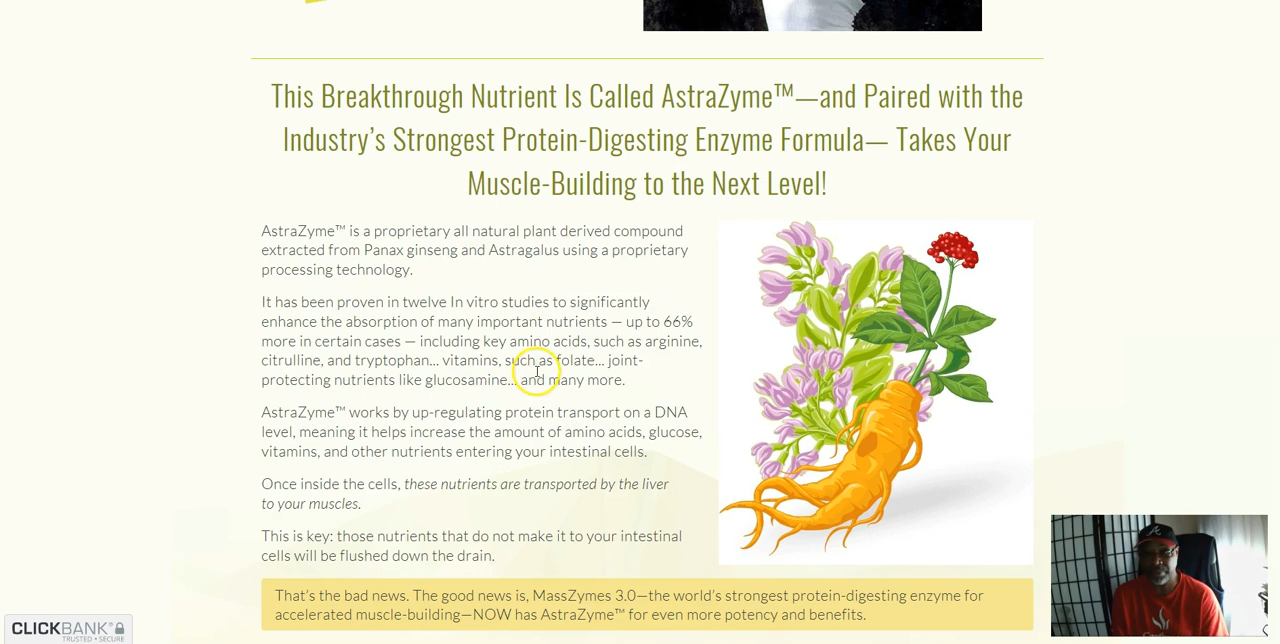 This Breakthrough Nutrient Is Called AstraZyme™—and Paired with the
Industry's Strongest Protein-Digesting Enzyme Formula— Takes Your
Muscle-Building to the Next Level!
AstraZyme™ is a proprietary all natural plant derived compound
extracted from Panax ginseng and Astragalus using a proprietary
processing technology.
It has been proven in twelve In vitro studies to significantly
enhance the absorption of many important nutrients — up to 66%
more in certain cases — including key amino acids, such as arginine,
citrulline, and tryptophan... vitamins, such as folate... joint-
protecting nutrients like glucosamine... and many more.
AstraZyme™ works by up-regulating protein transport on a DNA
level, meaning it helps increase the amount of amino acids, glucose,
vitamins, and other nutrients entering your intestinal cells.
Once inside the cells, these nutrients are transported by the liver
to your muscles.
This is key: those nutrients that do not make it to your intestinal
cells will be flushed down the drain.
That's the bad news. The good news is, MassZymes 3.0—the world's strongest protein-digesting enzyme for
accelerated muscle-building—NOW has AstraZyme™ for even more potency and benefits.
CLICKBANK®
TRUSTED • SECURE
A